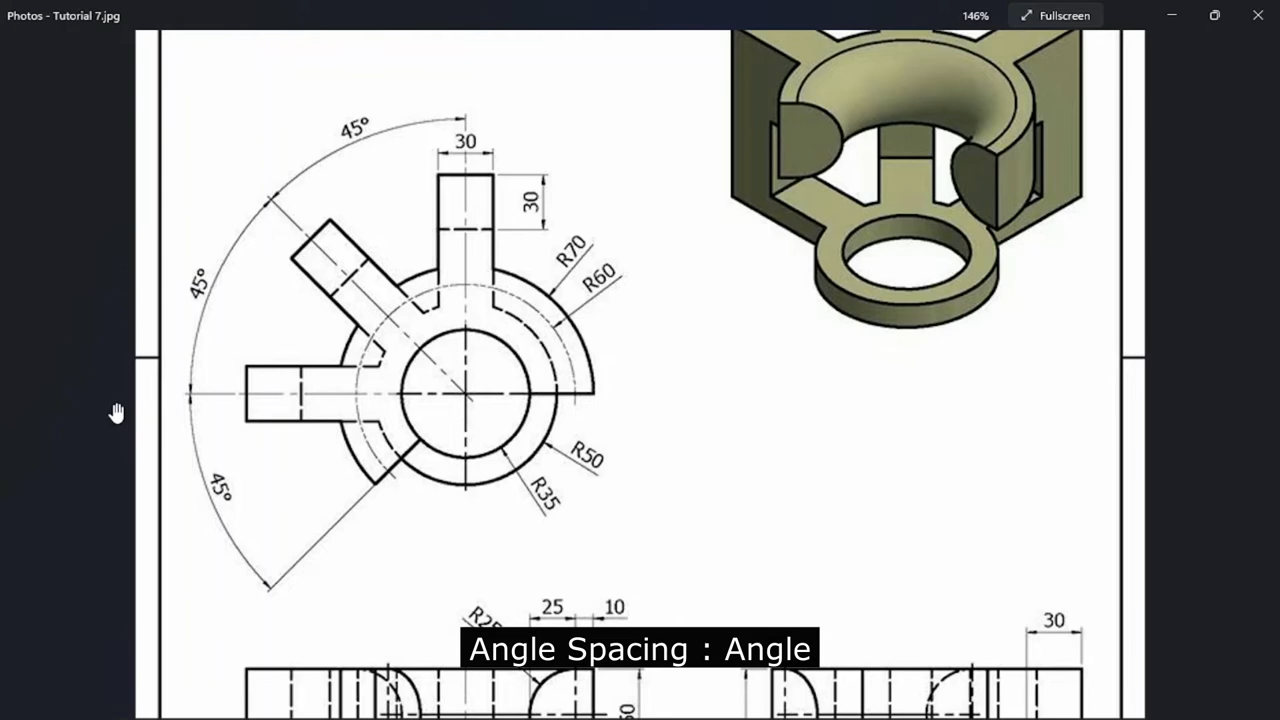 Photos - Tutorial 7.jpg
146%
Fullscreen
45°
30
30
45°
R70
R60
45°
R50
R35
25
10
30
Angle Spacing : Angle